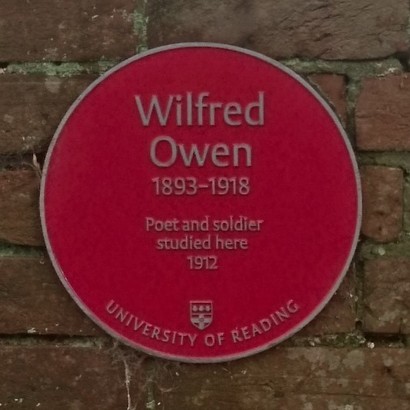 Wilfred
Owen
1893–1918
Poet and soldier
studied here
1912
UNIVERSITY OF READING